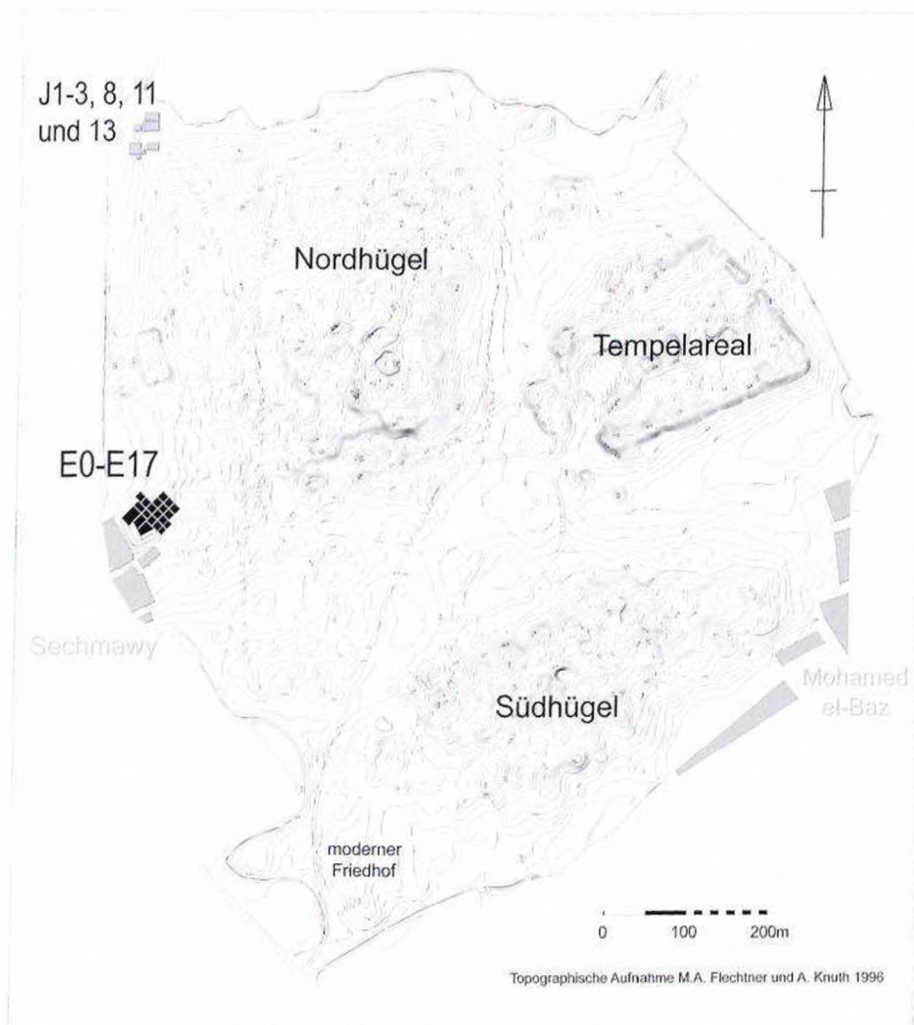 J1-3, 8, 11
und 13
Nordhügel
Tempelareal
E0-E17
Sechmawy
Mohamed
el-Baz
Südhügel
moderner
Friedhof
0 100 200m
Topographische Aufnahme M.A. Flechtner und A. Knuth 1996